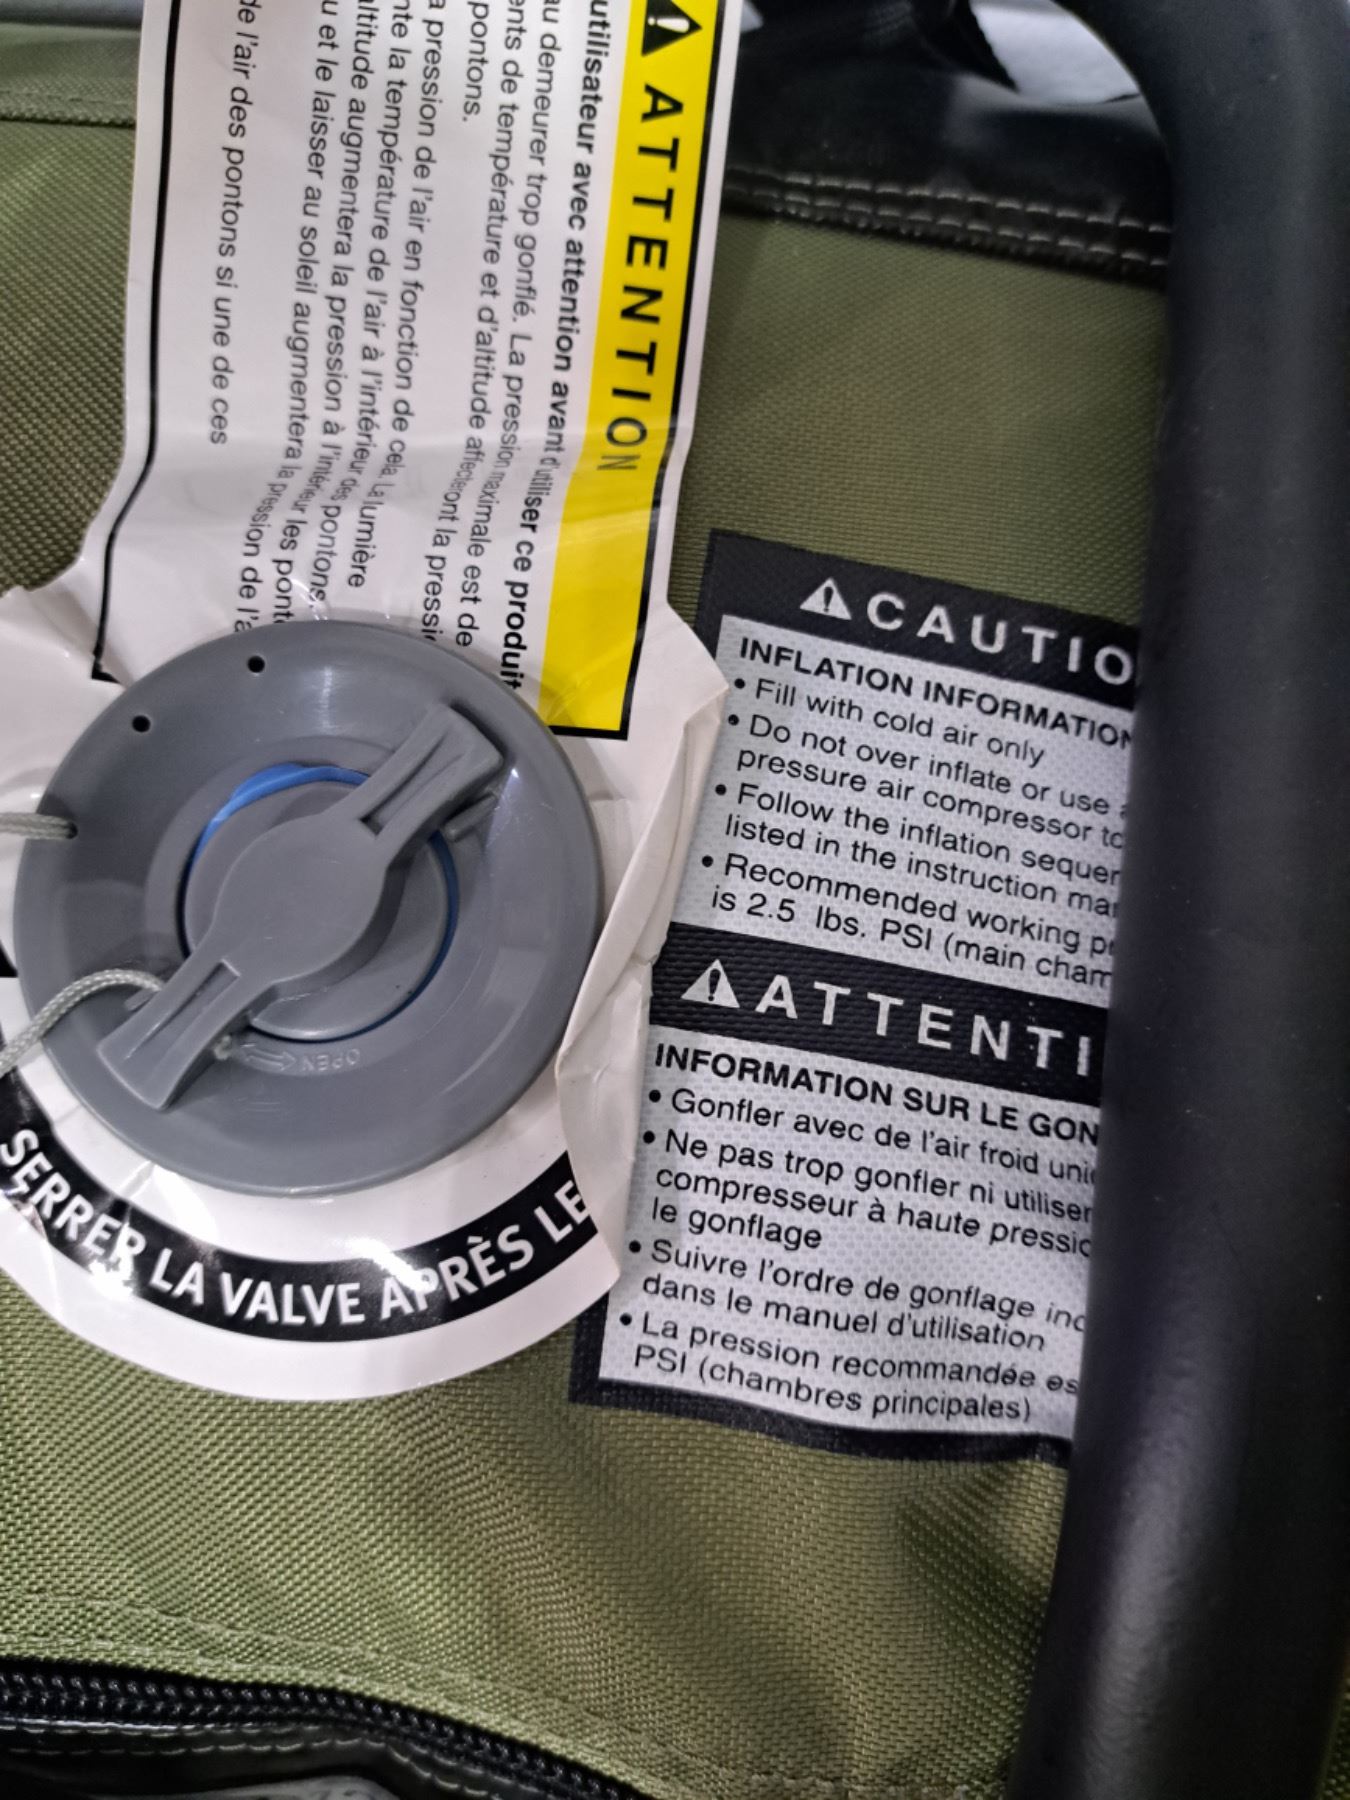 ATTENTION
utilisateur avec attention avant d'utiliser ce produit
au demeurer trop gonflé. La pression maximale est de
ents de température et d'altitude affecteront la
pontons.
a pression de l'air en fonction de cela. La lumière
nte la température de l'air à l'intérieur des pontons.
altitude augmentera la pression à l'intérieur les
u et le laisser au soleil augmentera la pression de
de l'air des pontons si une de ces
OPEN
SERRER LA VALVE APRÈS LE
CAUTIO
INFLATION INFORMATION
• Fill with cold air only
• Do not over inflate or use
pressure air compressor to
• Follow the inflation sequen
listed in the instruction ma
• Recommended working p
is 2.5 lbs. PSI (main cham
ATTENTI
INFORMATION SUR LE GON
• Gonfler avec de l'air froid uni
• Ne pas trop gonfler ni utiliser
compresseur à haute pressio
le gonflage
• Suivre l'ordre de gonflage ind
dans le manuel d'utilisation
• La pression recommandée es
PSI (chambres principales)